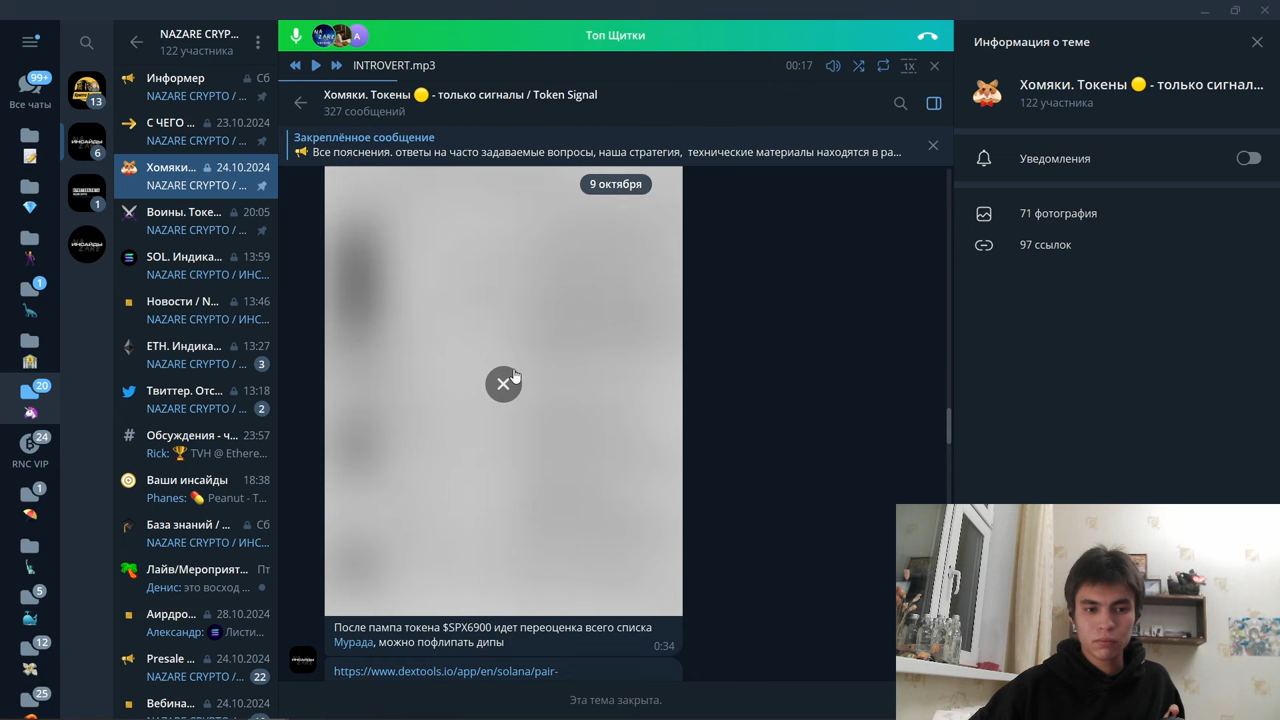 99+
Все чаты
1
20
RNC VIP
24
1
5
12
25
13
ИНСАЙДЫ
6
1
ИНСАЙДЫ
NAZARE CRYP...
122 участника
Информер Сб
NAZARE CRYPTO / ...
С ЧЕГО ... 23.10.2024
NAZARE CRYPTO / ...
Хомяки... 24.10.2024
NAZARE CRYPTO / ...
Воины. Токе... 20:05
NAZARE CRYPTO / ...
SOL. Индика... 13:59
NAZARE CRYPTO / ИНС...
Новости / N... 13:46
NAZARE CRYPTO / ИНС...
ETH. Индика... 13:27
NAZARE CRYPTO / ... 3
Твиттер. Отс... 13:18
NAZARE CRYPTO / ... 2
# Обсуждения - ч... 23:57
Rick: 🏆 TVH @ Ethere...
Ваши инсайды 18:38
Phanes: 💊 Peanut - T...
База знаний / ... Сб
NAZARE CRYPTO / ИНС...
Лайв/Мероприят... Пт
Денис: это восход ...
Аирдро... 28.10.2024
Александр: Листи...
Presale ... 24.10.2024
NAZARE CRYPTO /... 22
Вебина... 24.10.2024
A
Топ Щитки
INTROVERT.mp3
00:17
1X
Хомяки. Токены 🟡 - только сигналы / Token Signal
327 сообщений
Закреплённое сообщение
📢 Все пояснения. ответы на часто задаваемые вопросы, наша стратегия, технические материалы находятся в ра...
9 октября
После пампа токена $SPX6900 идет переоценка всего списка
Мурада, можно пофлипать дипы
0:34
https://www.dextools.io/app/en/solana/pair-
Эта тема закрыта.
Информация о теме
Хомяки. Токены 🟡 - только сигнал...
122 участника
Уведомления
71 фотография
97 ссылок